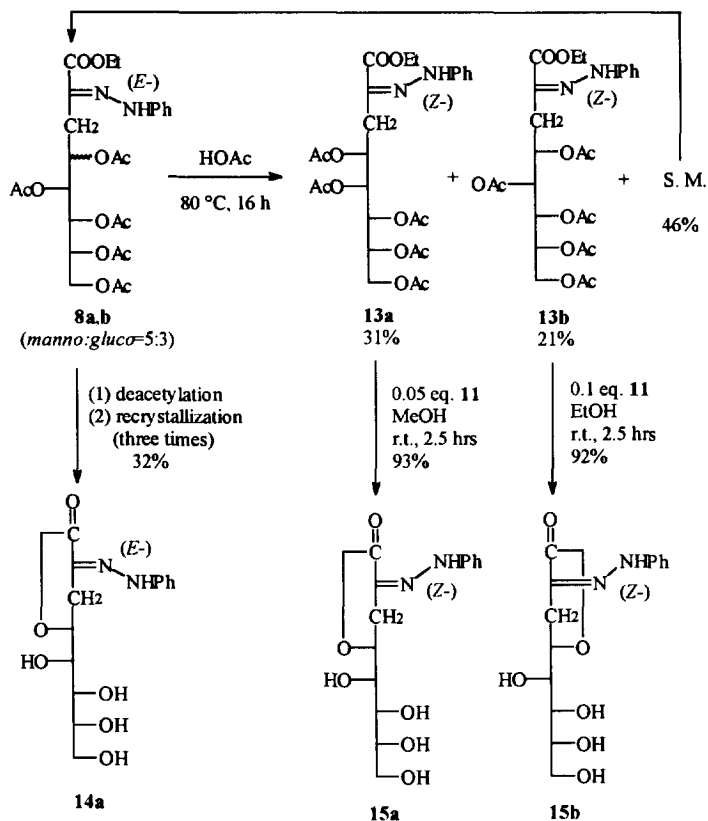 COOEt
(E-)
N
NHPh
CH2
OAc
AcO
OAc
OAc
OAc
8a,b
(manno:gluco=5:3)
HOAc
80 °C, 16 h
COOEt
NHPh
N
(Z-)
CH2
AcO
AcO
OAc
OAc
OAc
13a
31%
+
COOEt
NHPh
N
(Z-)
CH2
OAc
AcO
OAc
OAc
OAc
13b
21%
+
S. M.
46%
(1) deacetylation
(2) recrystallization
(three times)
32%
0.05 eq. 11
MeOH
r.t., 2.5 hrs
93%
0.1 eq. 11
EtOH
r.t., 2.5 hrs
92%
O
C
(E-)
N
NHPh
CH2
O
HO
OH
OH
OH
14a
O
C
NHPh
N
(Z-)
CH2
O
HO
OH
OH
OH
15a
O
C
NHPh
N
(Z-)
CH2
O
HO
OH
OH
OH
15b